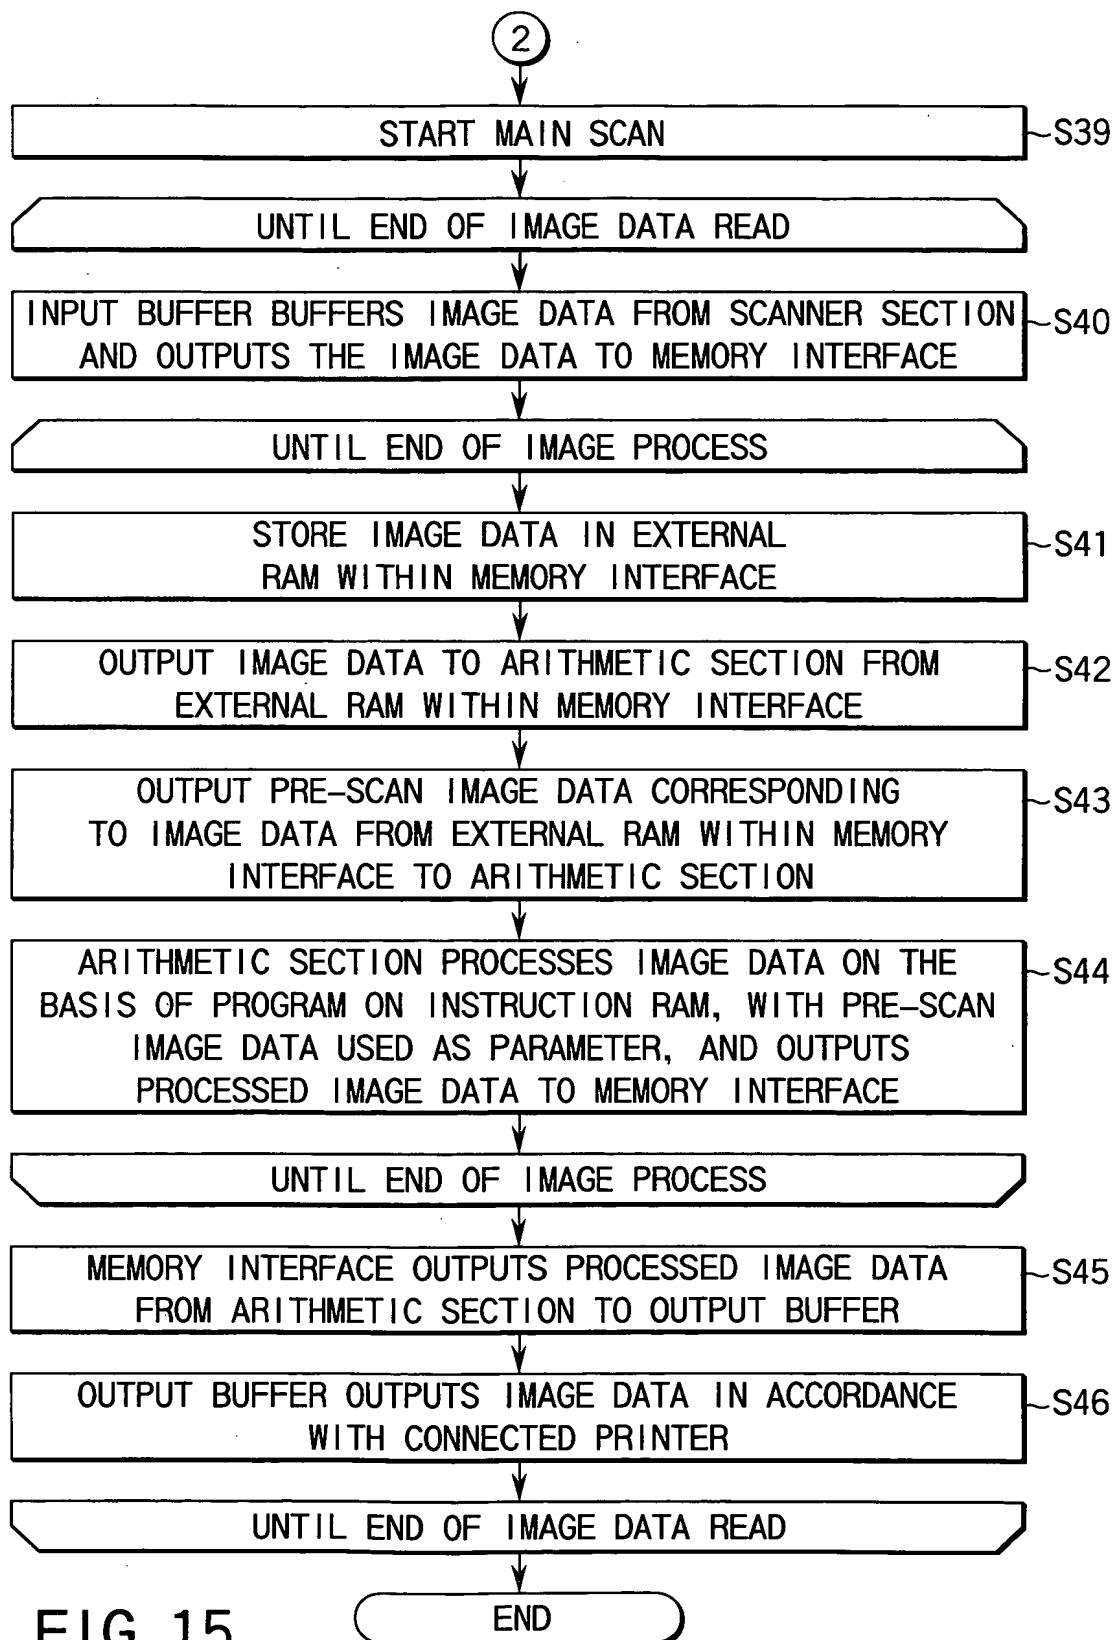 2
START MAIN SCAN
S39
UNTIL END OF IMAGE DATA READ
INPUT BUFFER BUFFERS IMAGE DATA FROM SCANNER SECTION
AND OUTPUTS THE IMAGE DATA TO MEMORY INTERFACE
S40
UNTIL END OF IMAGE PROCESS
STORE IMAGE DATA IN EXTERNAL
RAM WITHIN MEMORY INTERFACE
S41
OUTPUT IMAGE DATA TO ARITHMETIC SECTION FROM
EXTERNAL RAM WITHIN MEMORY INTERFACE
S42
OUTPUT PRE-SCAN IMAGE DATA CORRESPONDING
TO IMAGE DATA FROM EXTERNAL RAM WITHIN MEMORY
INTERFACE TO ARITHMETIC SECTION
S43
ARITHMETIC SECTION PROCESSES IMAGE DATA ON THE
BASIS OF PROGRAM ON INSTRUCTION RAM, WITH PRE-SCAN
IMAGE DATA USED AS PARAMETER, AND OUTPUTS
PROCESSED IMAGE DATA TO MEMORY INTERFACE
S44
UNTIL END OF IMAGE PROCESS
MEMORY INTERFACE OUTPUTS PROCESSED IMAGE DATA
FROM ARITHMETIC SECTION TO OUTPUT BUFFER
S45
OUTPUT BUFFER OUTPUTS IMAGE DATA IN ACCORDANCE
WITH CONNECTED PRINTER
S46
UNTIL END OF IMAGE DATA READ
END
FIG. 15